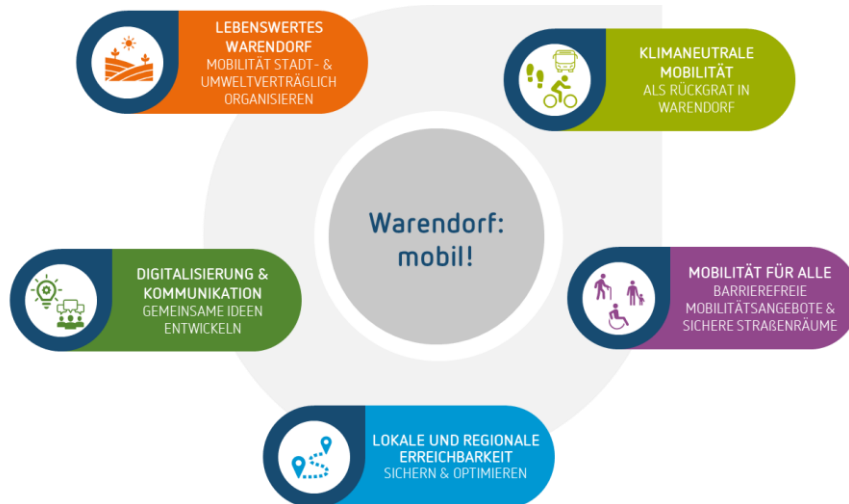 LEBENSWERTES
WARENDORF
MOBILITÄT STADT- &
UMWELTVERTRÄGLICH
ORGANISIEREN
KLIMANEUTRALE
MOBILITÄT
ALS RÜCKGRAT IN
WARENDORF
Warendorf:
mobil!
DIGITALISIERUNG &
KOMMUNIKATION
GEMEINSAME IDEEN
ENTWICKELN
MOBILITÄT FÜR ALLE
BARRIEREFREIE
MOBILITÄTSANGEBOTE &
SICHERE STRAßENRÄUME
LOKALE UND REGIONALE
ERREICHBARKEIT
SICHERN & OPTIMIEREN